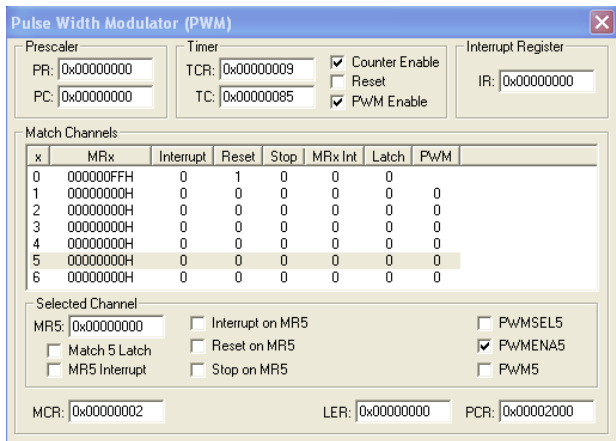 Pulse Width Modulator (PWM)
Prescaler
PR: 0x00000000
PC: 0x00000000
Timer
TCR: 0x00000009
TC: 0x00000085
Counter Enable
Reset
PWM Enable
Interrupt Register
IR: 0x00000000
Match Channels
x MRx Interrupt Reset Stop MRx Int Latch PWM
0 000000FFH 0 1 0 0 0
1 00000000H 0 0 0 0 0 0
2 00000000H 0 0 0 0 0 0
3 00000000H 0 0 0 0 0 0
4 00000000H 0 0 0 0 0 0
5 00000000H 0 0 0 0 0 0
6 00000000H 0 0 0 0 0 0
Selected Channel
MR5: 0x00000000
Match 5 Latch
MR5 Interrupt
Interrupt on MR5
Reset on MR5
Stop on MR5
PWMSEL5
PWMENA5
PWM5
MCR: 0x00000002
LER: 0x00000000
PCR: 0x00002000